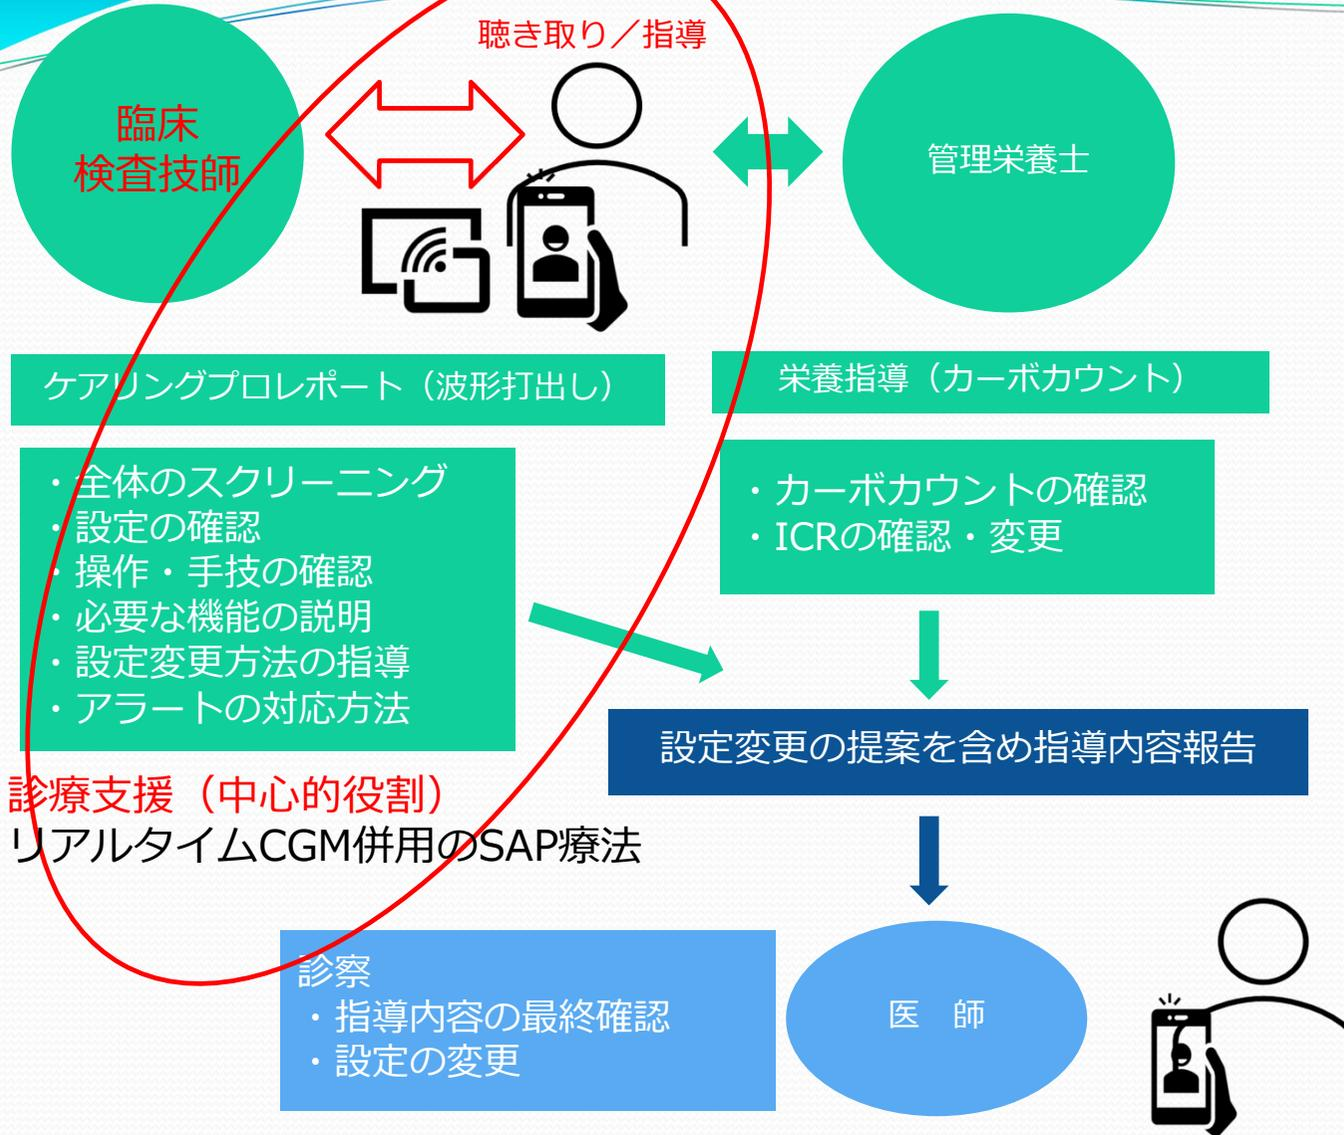 聴き取り／指導
臨床
検査技師
管理栄養士
ケアリングプロレポート（波形打出し）
栄養指導（カーボカウント）
・全体のスクリーニング
・設定の確認
・操作・手技の確認
・必要な機能の説明
・設定変更方法の指導
・アラートの対応方法
・カーボカウントの確認
・ICRの確認・変更
設定変更の提案を含め指導内容報告
診療支援（中心的役割）
リアルタイムCGM併用のSAP療法
診察
・指導内容の最終確認
・設定の変更
医　師